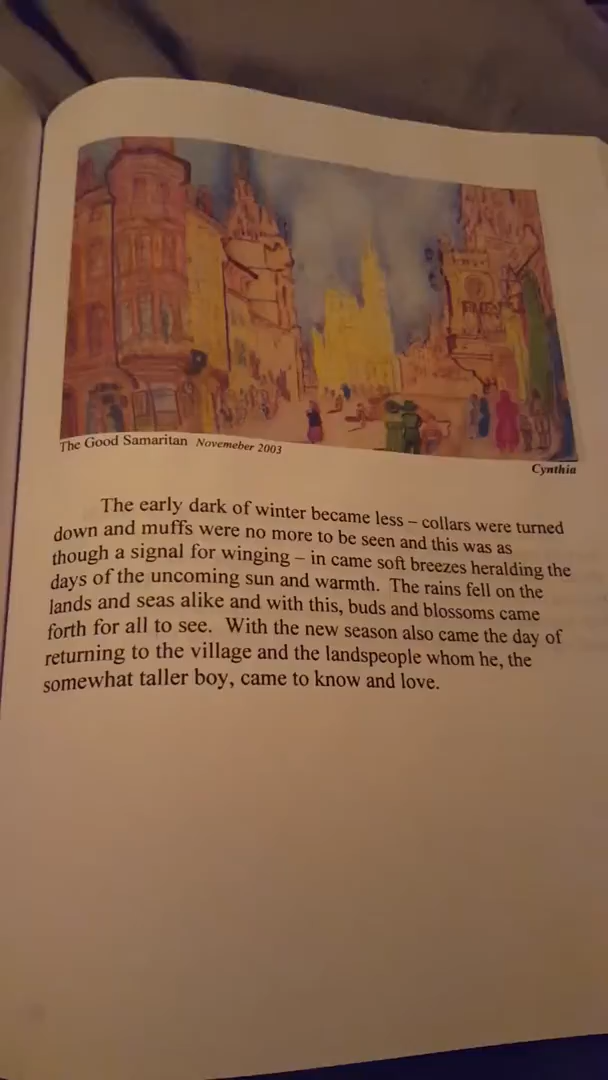 The Good Samaritan Novemeber 2003
Cynthia
The early dark of winter became less – collars were turned
down and muffs were no more to be seen and this was as
though a signal for winging – in came soft breezes heralding the
days of the uncoming sun and warmth. The rains fell on the
lands and seas alike and with this, buds and blossoms came
forth for all to see. With the new season also came the day of
returning to the village and the landspeople whom he, the
somewhat taller boy, came to know and love.